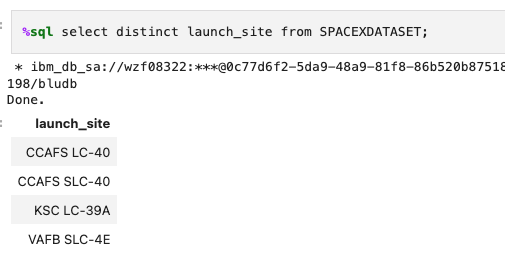 %sql select distinct launch_site from SPACEXDATASET;
* ibm_db_sa://wzf08322:***@0c77d6f2-5da9-48a9-81f8-86b520b87518
198/bludb
Done.
launch_site
CCAFS LC-40
CCAFS SLC-40
KSC LC-39A
VAFB SLC-4E